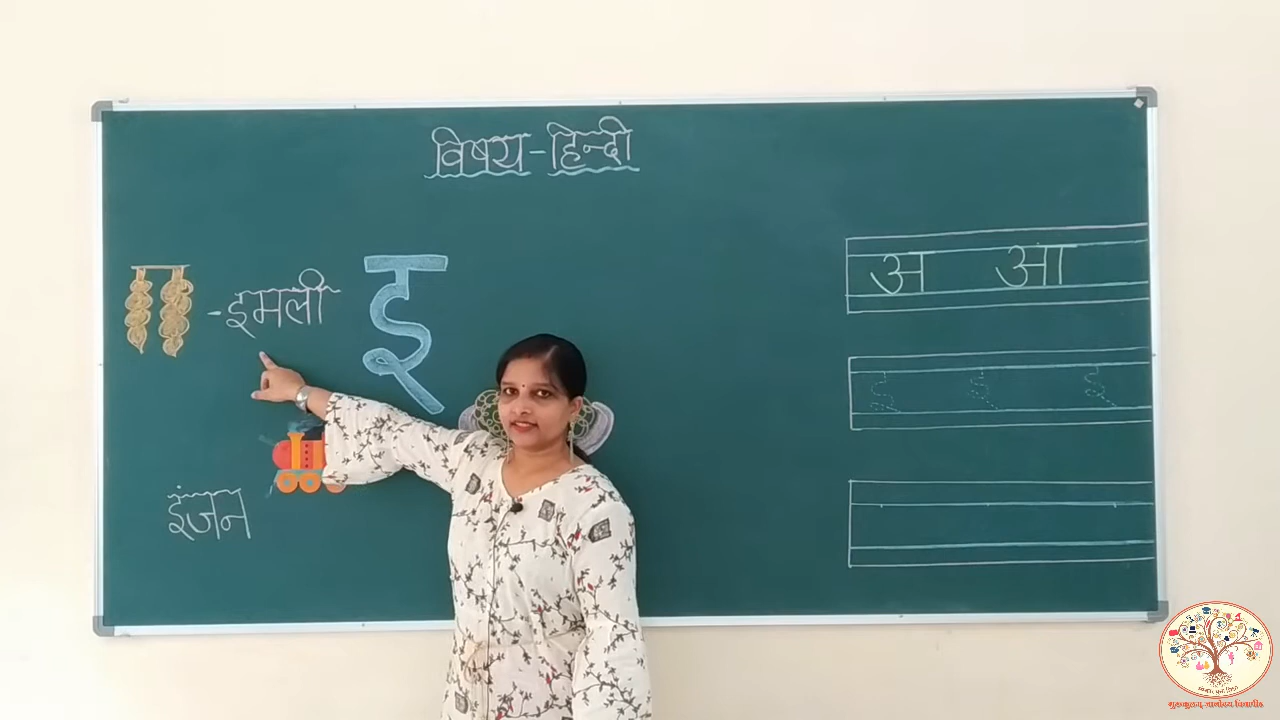 विषय - हिन्दी
- इमली
इ
इंजन
अ आ
इ इ इ